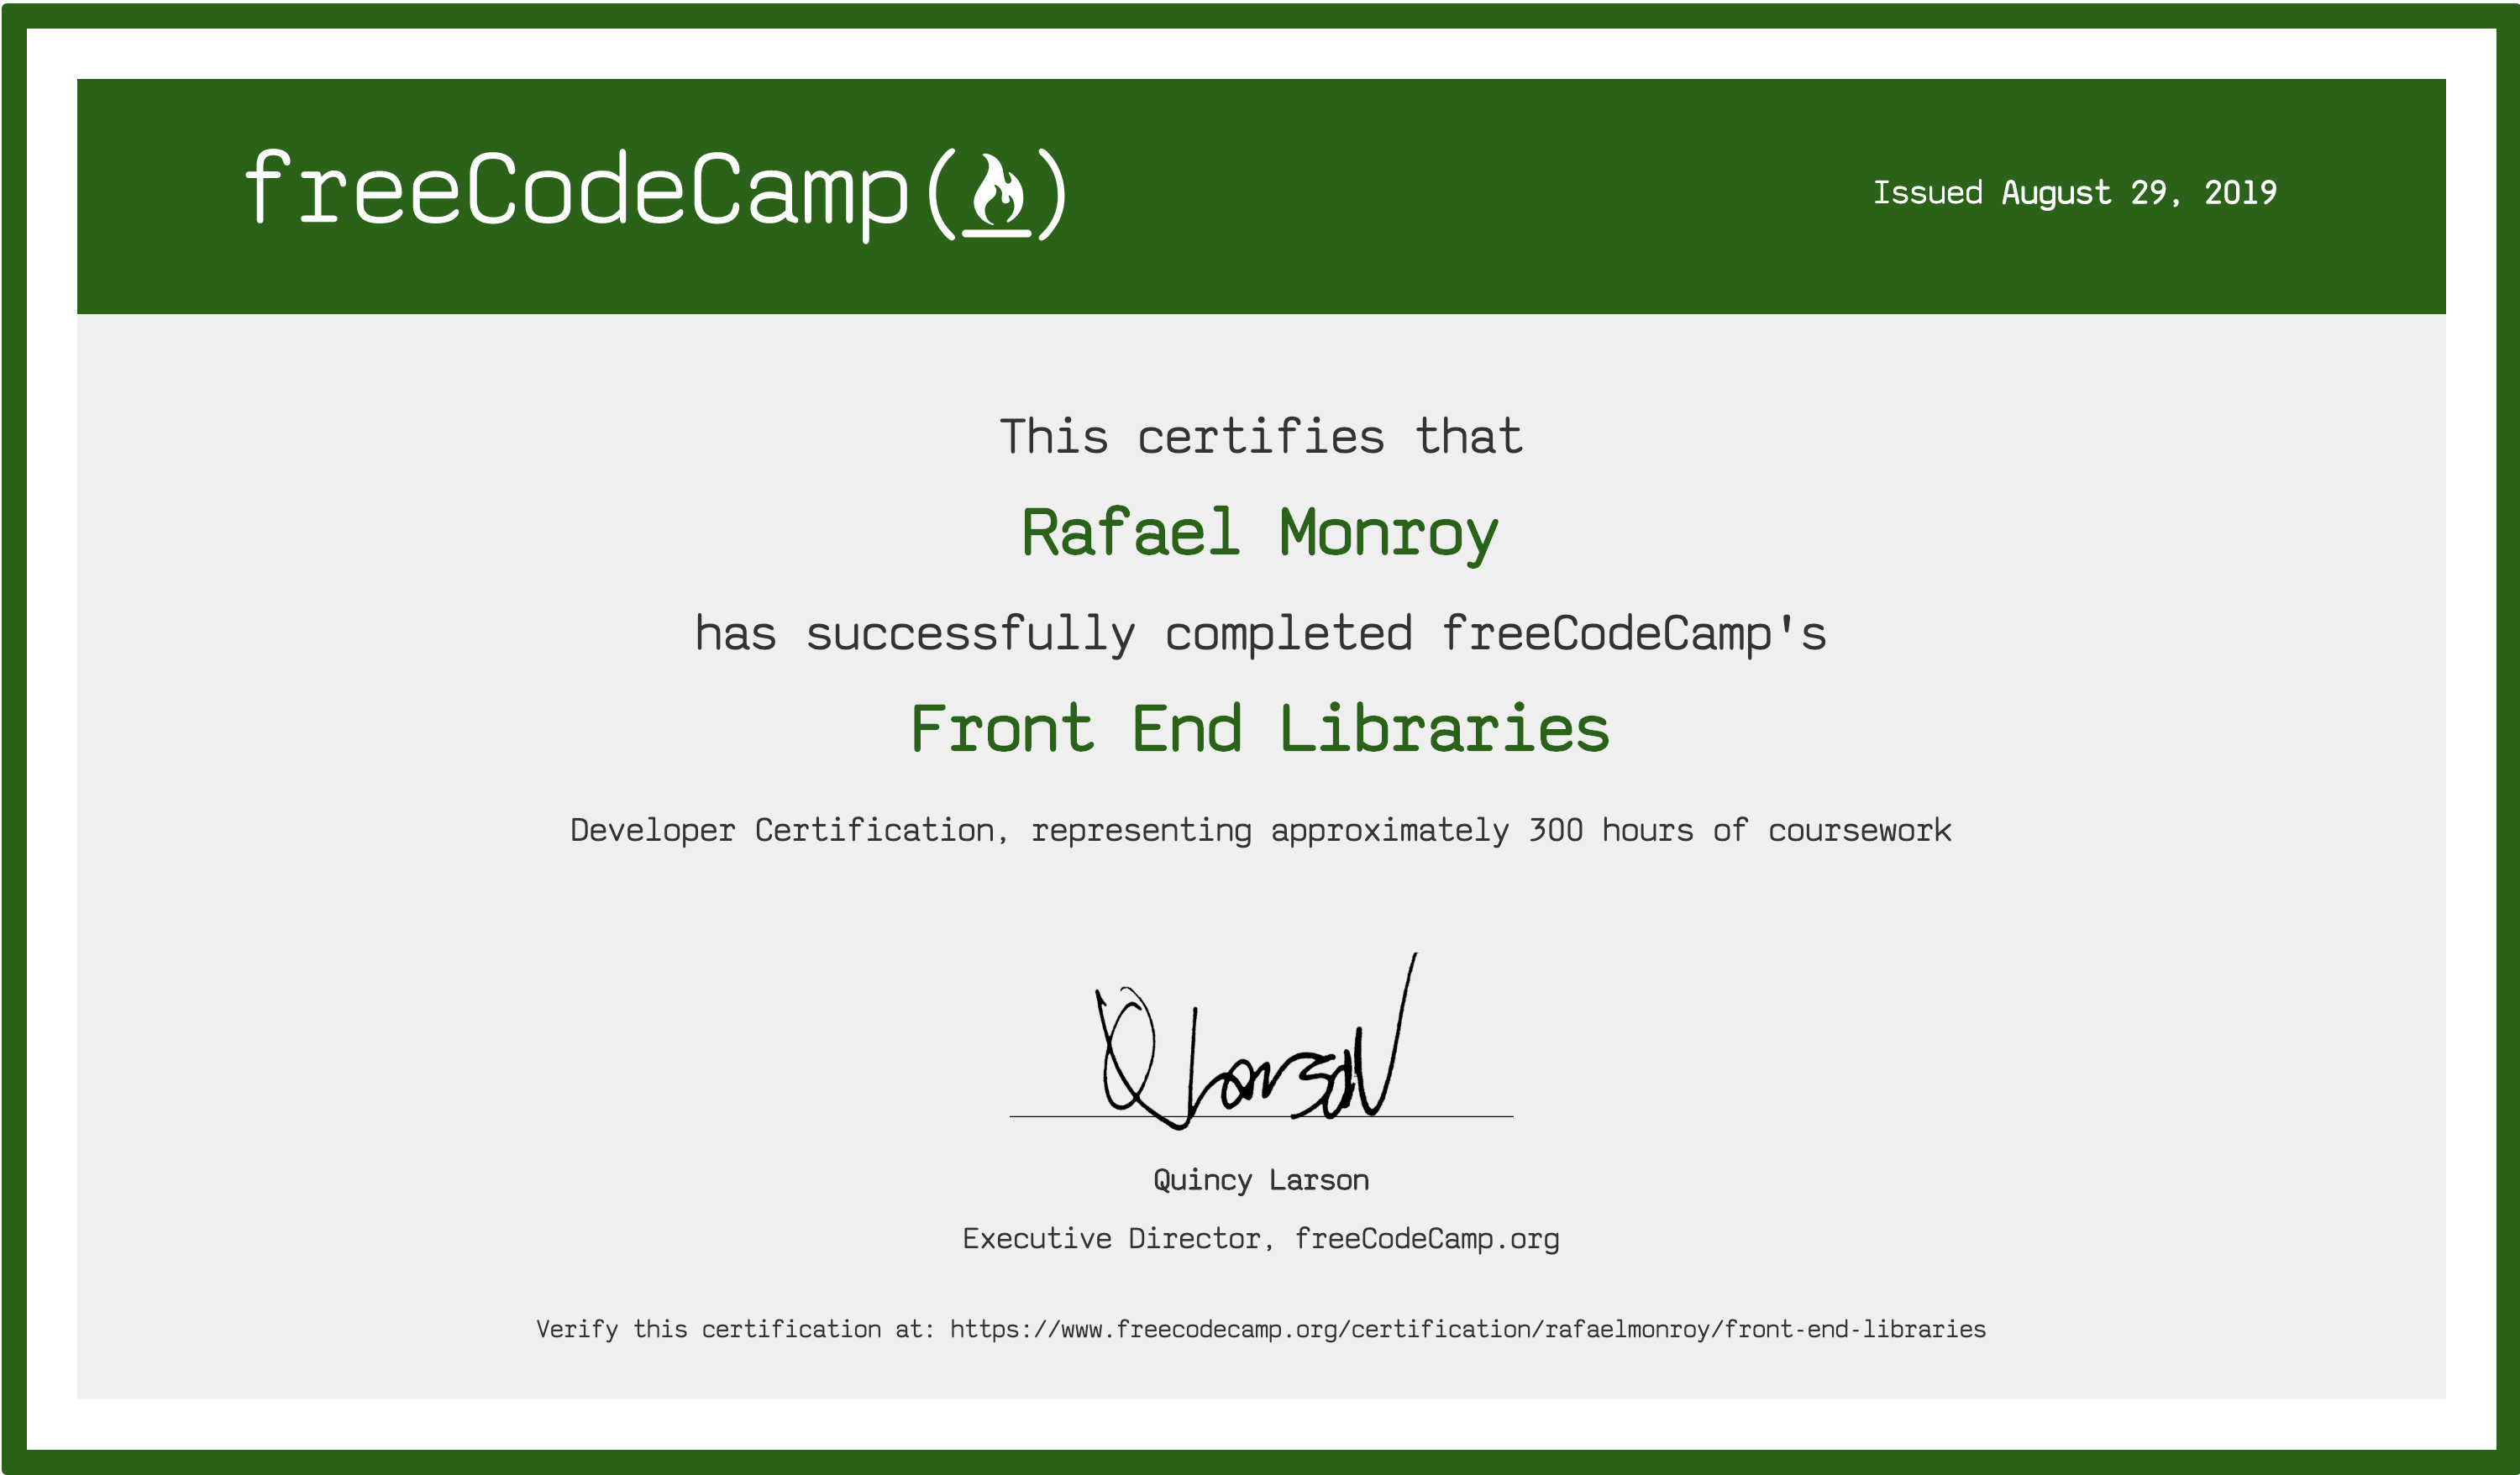 freeCodeCamp(🔥)
Issued August 29, 2019
This certifies that
Rafael Monroy
has successfully completed freeCodeCamp's
Front End Libraries
Developer Certification, representing approximately 300 hours of coursework
Q Larson
Quincy Larson
Executive Director, freeCodeCamp.org
Verify this certification at: https://www.freecodecamp.org/certification/rafaelmonroy/front-end-libraries